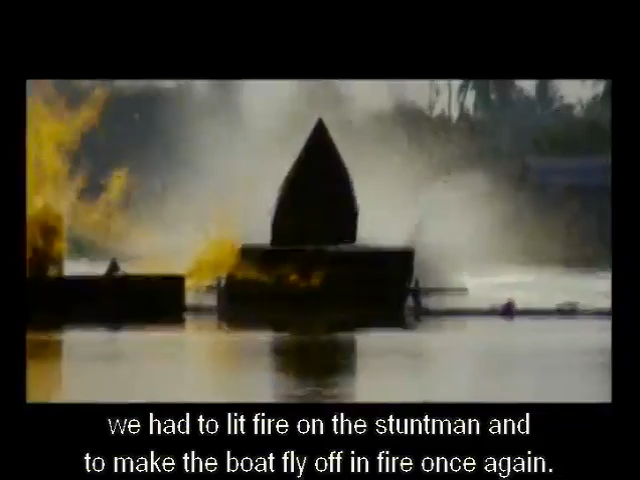 we had to lit fire on the stuntman and
to make the boat fly off in fire once again.